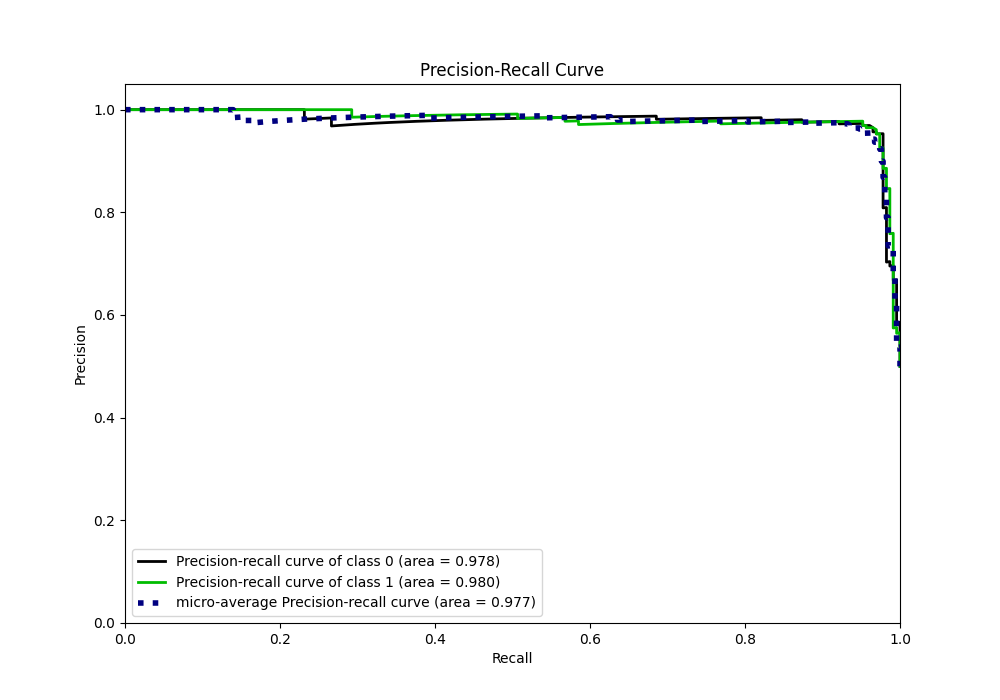 Precision-Recall Curve
1.0
0.8
0.6
0.4
0.2
0.0
Precision
Precision-recall curve of class 0 (area = 0.978)
Precision-recall curve of class 1 (area = 0.980)
micro-average Precision-recall curve (area = 0.977)
0.0 0.2 0.4 0.6 0.8 1.0
Recall